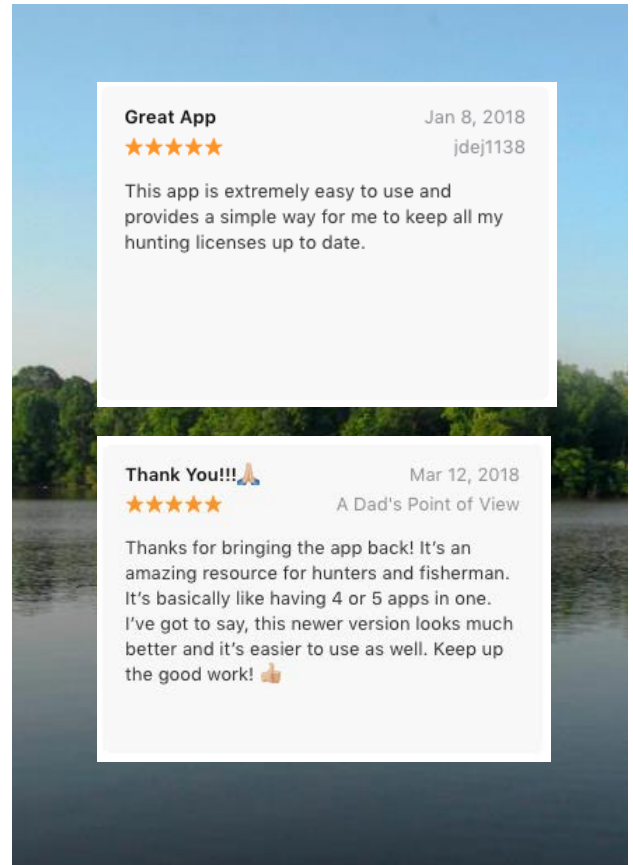 Great App
Jan 8, 2018
★★★★★
jdej1138
This app is extremely easy to use and
provides a simple way for me to keep all my
hunting licenses up to date.
Thank You!!!🙏🏼
Mar 12, 2018
★★★★★
A Dad's Point of View
Thanks for bringing the app back! It’s an
amazing resource for hunters and fisherman.
It’s basically like having 4 or 5 apps in one.
I’ve got to say, this newer version looks much
better and it’s easier to use as well. Keep up
the good work! 👍🏼